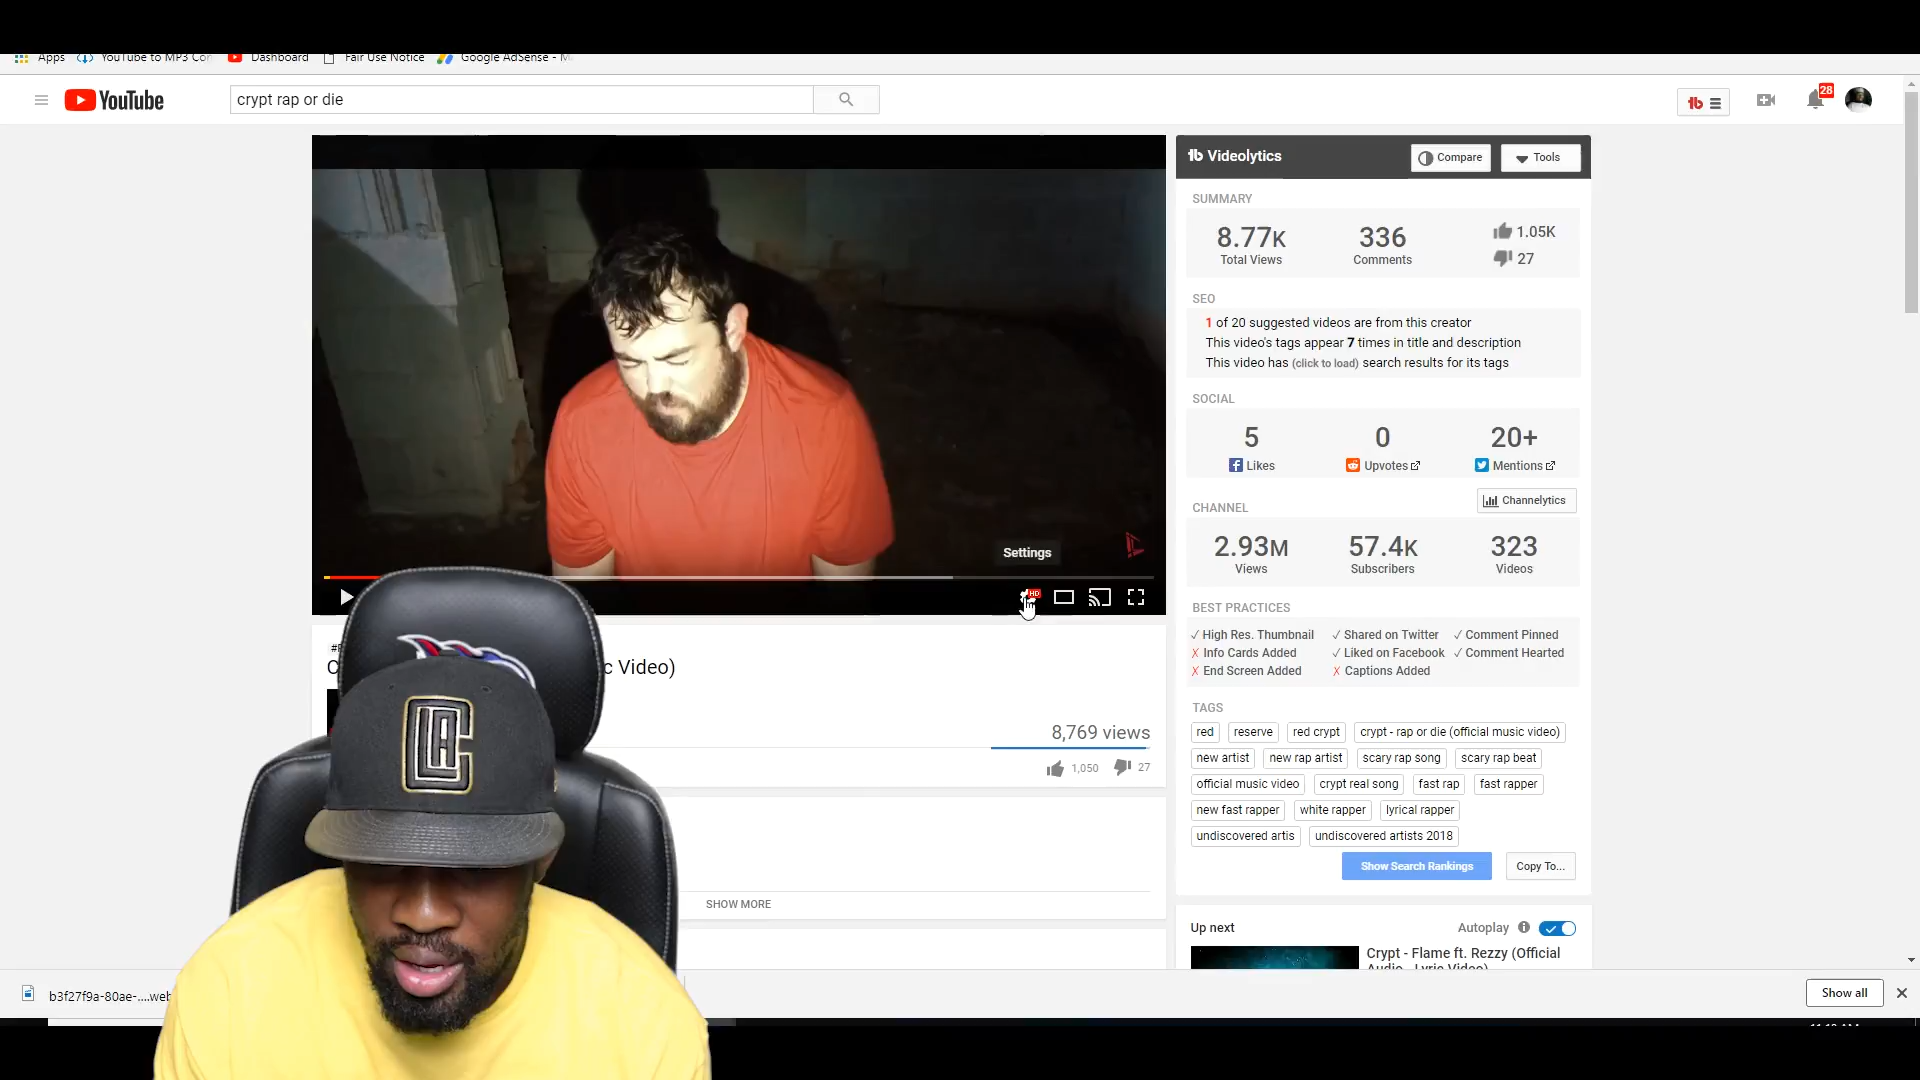 Apps YouTube to MP3 Con Dashboard Fair Use Notice Google AdSense - M
YouTube
crypt rap or die
28
Videolytics
Compare
Tools
SUMMARY
8.77K
Total Views
336
Comments
1.05K
27
SEO
1 of 20 suggested videos are from this creator
This video's tags appear 7 times in title and description
This video has (click to load) search results for its tags
SOCIAL
5
Likes
0
Upvotes
20+
Mentions
CHANNEL
Channelytics
2.93M
Views
57.4K
Subscribers
323
Videos
BEST PRACTICES
✓ High Res. Thumbnail ✓ Shared on Twitter ✓ Comment Pinned
✗ Info Cards Added ✓ Liked on Facebook ✓ Comment Hearted
✗ End Screen Added ✗ Captions Added
TAGS
red reserve red crypt crypt - rap or die (official music video)
new artist new rap artist scary rap song scary rap beat
official music video crypt real song fast rap fast rapper
new fast rapper white rapper lyrical rapper
undiscovered artis undiscovered artists 2018
Show Search Rankings
Copy To...
Up next
Autoplay
Crypt - Flame ft. Rezzy (Official
Audio - Lyric Video)
Settings
HD
c Video)
8,769 views
1,050
27
SHOW MORE
LAC
b3f27f9a-80ae-....web
Show all